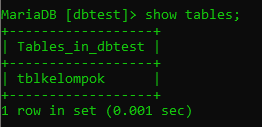 MariaDB [dbtest]> show tables;
+------------------+
| Tables_in_dbtest |
+------------------+
| tblkelompok      |
+------------------+
1 row in set (0.001 sec)